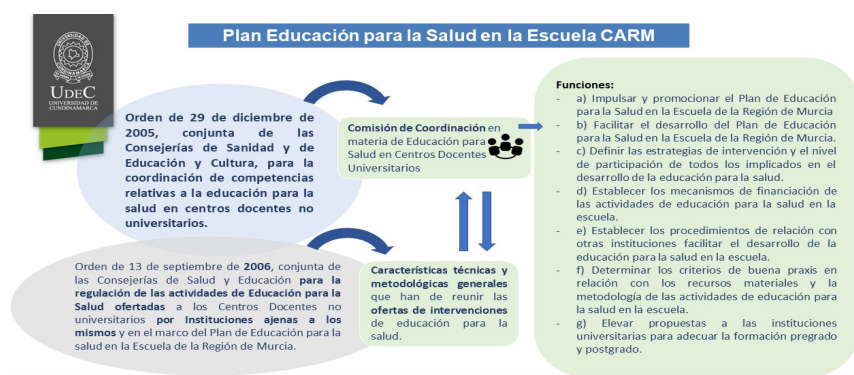 Plan Educación para la Salud en la Escuela CARM
UNIVERSIDAD DE
CUNDINAMARCA
UDEC
UNIVERSIDAD DE
CUNDINAMARCA
Orden de 29 de diciembre de
2005, conjunta de las
Consejerías de Sanidad y de
Educación y Cultura, para la
coordinación de competencias
relativas a la educación para la
salud en centros docentes no
universitarios.
Comisión de Coordinación en
materia de Educación para
Salud en Centros Docentes
Universitarios
Orden de 13 de septiembre de 2006, conjunta de
las Consejerías de Salud y Educación para la
regulación de las actividades de Educación para la
Salud ofertadas a los Centros Docentes no
universitarios por Instituciones ajenas a los
mismos y en el marco del Plan de Educación para la
salud en la Escuela de la Región de Murcia.
Características técnicas y
metodológicas generales
que han de reunir las
ofertas de intervenciones
de educación para la
salud.
Funciones:
- a) Impulsar y promocionar el Plan de Educación
para la Salud en la Escuela de la Región de Murcia
- b) Facilitar el desarrollo del Plan de Educación
para la Salud en la Escuela de la Región de Murcia.
- c) Definir las estrategias de intervención y el nivel
de participación de todos los implicados en el
desarrollo de la educación para la salud.
- d) Establecer los mecanismos de financiación de
las actividades de educación para la salud en la
escuela.
- e) Establecer los procedimientos de relación con
otras instituciones facilitar el desarrollo de la
educación para la salud en la escuela.
- f) Determinar los criterios de buena praxis en
relación con los recursos materiales y la
metodología de las actividades de educación para
la salud en la escuela.
- g) Elevar propuestas a las instituciones
universitarias para adecuar la formación pregrado
y postgrado.